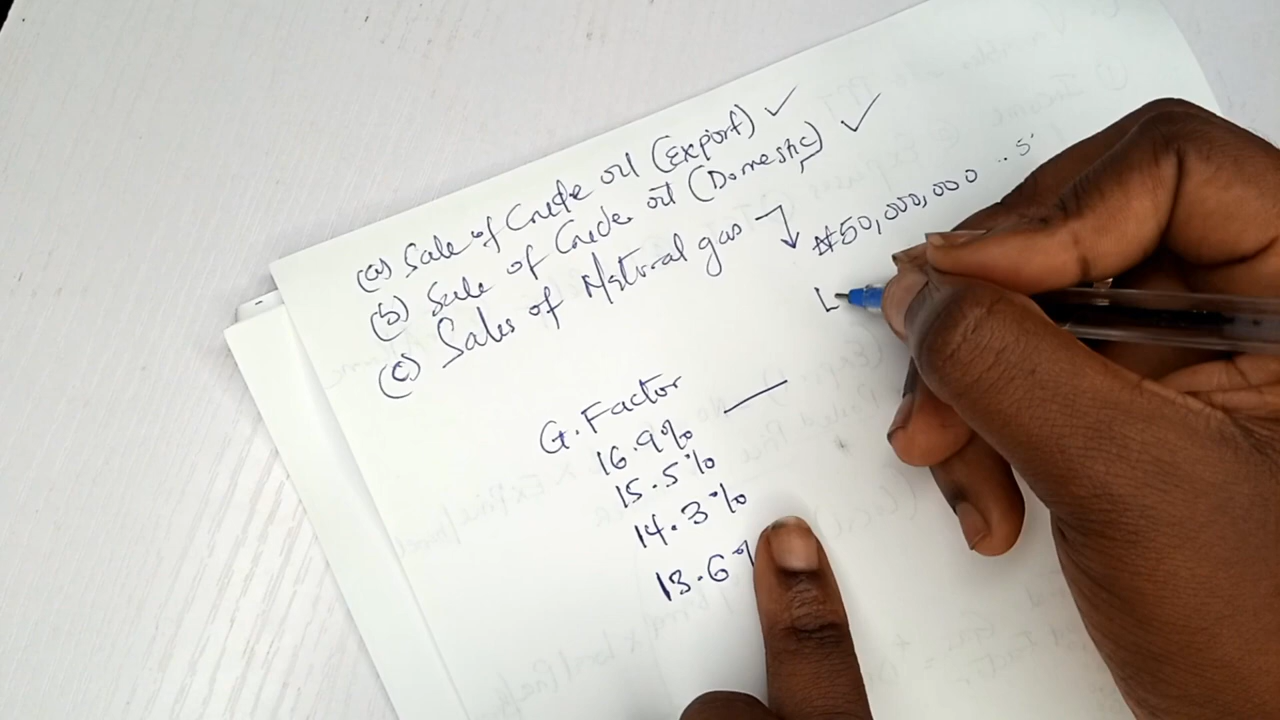 (a) Sale of Crude oil (Export) ✓
(b) Sale of Crude oil (Domestic) ✓
(c) Sales of Natural gas
₦50,000,000
L
G. Factor
16.9%
15.5%
14.3%
13.6%